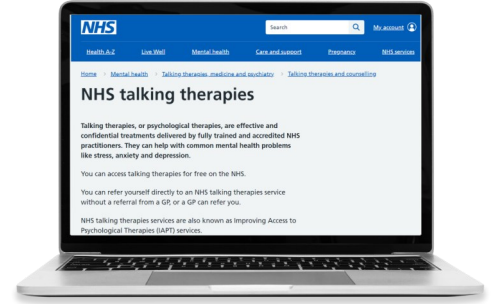 NHS
Search
My account
Health A-Z Live Well Mental health Care and support Pregnancy NHS services
Home > Mental health > Talking therapies, medicine and psychiatry > Talking therapies and counselling
NHS talking therapies
Talking therapies, or psychological therapies, are effective and
confidential treatments delivered by fully trained and accredited NHS
practitioners. They can help with common mental health problems
like stress, anxiety and depression.
You can access talking therapies for free on the NHS.
You can refer yourself directly to an NHS talking therapies service
without a referral from a GP, or a GP can refer you.
NHS talking therapies services are also known as Improving Access to
Psychological Therapies (IAPT) services.